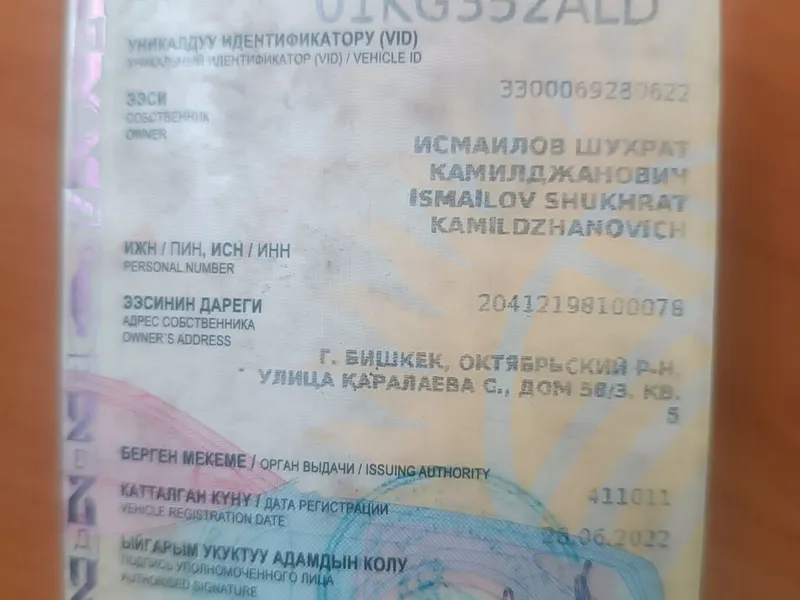 01KG352ALD
УНИКАЛДУУ ИДЕНТИФИКАТОРУ (VID)
УНИКАЛЬНЫЙ ИДЕНТИФИКАТОР (VID) / VEHICLE ID
3300069280622
ЭЭСИ
СОБСТВЕННИК
OWNER
ИСМАИЛОВ ШУХРАТ
КАМИЛДЖАНОВИЧ
ISMAILOV SHUKHRAT
KAMILDZHANOVICH
ИЖН / ПИН, ИСН / ИНН
PERSONAL NUMBER
20412198100078
ЭЭСИНИН ДАРЕГИ
АДРЕС СОБСТВЕННИКА
OWNER'S ADDRESS
Г. БИШКЕК, ОКТЯБРЬСКИЙ Р-Н,
УЛИЦА КАРАЛАЕВА С., ДОМ 56/3, КВ.
5
БЕРГЕН МЕКЕМЕ / ОРГАН ВЫДАЧИ / ISSUING AUTHORITY
411011
КАТТАЛГАН КҮНҮ / ДАТА РЕГИСТРАЦИИ
VEHICLE REGISTRATION DATE
28.06.2022
ЫЙГАРЫМ УКУКТУУ АДАМДЫН КОЛУ
ПОДПИСЬ УПОЛНОМОЧЕННОГО ЛИЦА
AUTHORISED SIGNATURE